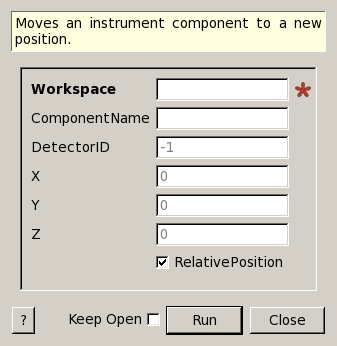 Moves an instrument component to a new
position.
Workspace
ComponentName
DetectorID -1
X 0
Y 0
Z 0
RelativePosition
? Keep Open Run Close